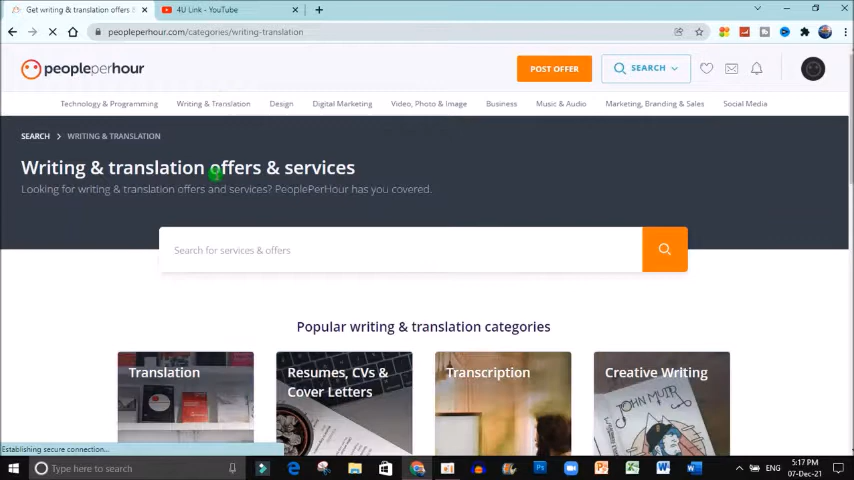 Get writing & translation offers &
4U Link - YouTube
peopleperhour.com/categories/writing-translation
peopleperhour
POST OFFER
SEARCH
Technology & Programming
Writing & Translation
Design
Digital Marketing
Video, Photo & Image
Business
Music & Audio
Marketing, Branding & Sales
Social Media
SEARCH > WRITING & TRANSLATION
Writing & translation offers & services
Looking for writing & translation offers and services? PeoplePerHour has you covered.
Search for services & offers
Popular writing & translation categories
Translation
Resumes, CVs &
Cover Letters
Transcription
Creative Writing
JOHN MUIR
Establishing secure connection...
Type here to search
ENG
5:17 PM
07-Dec-21